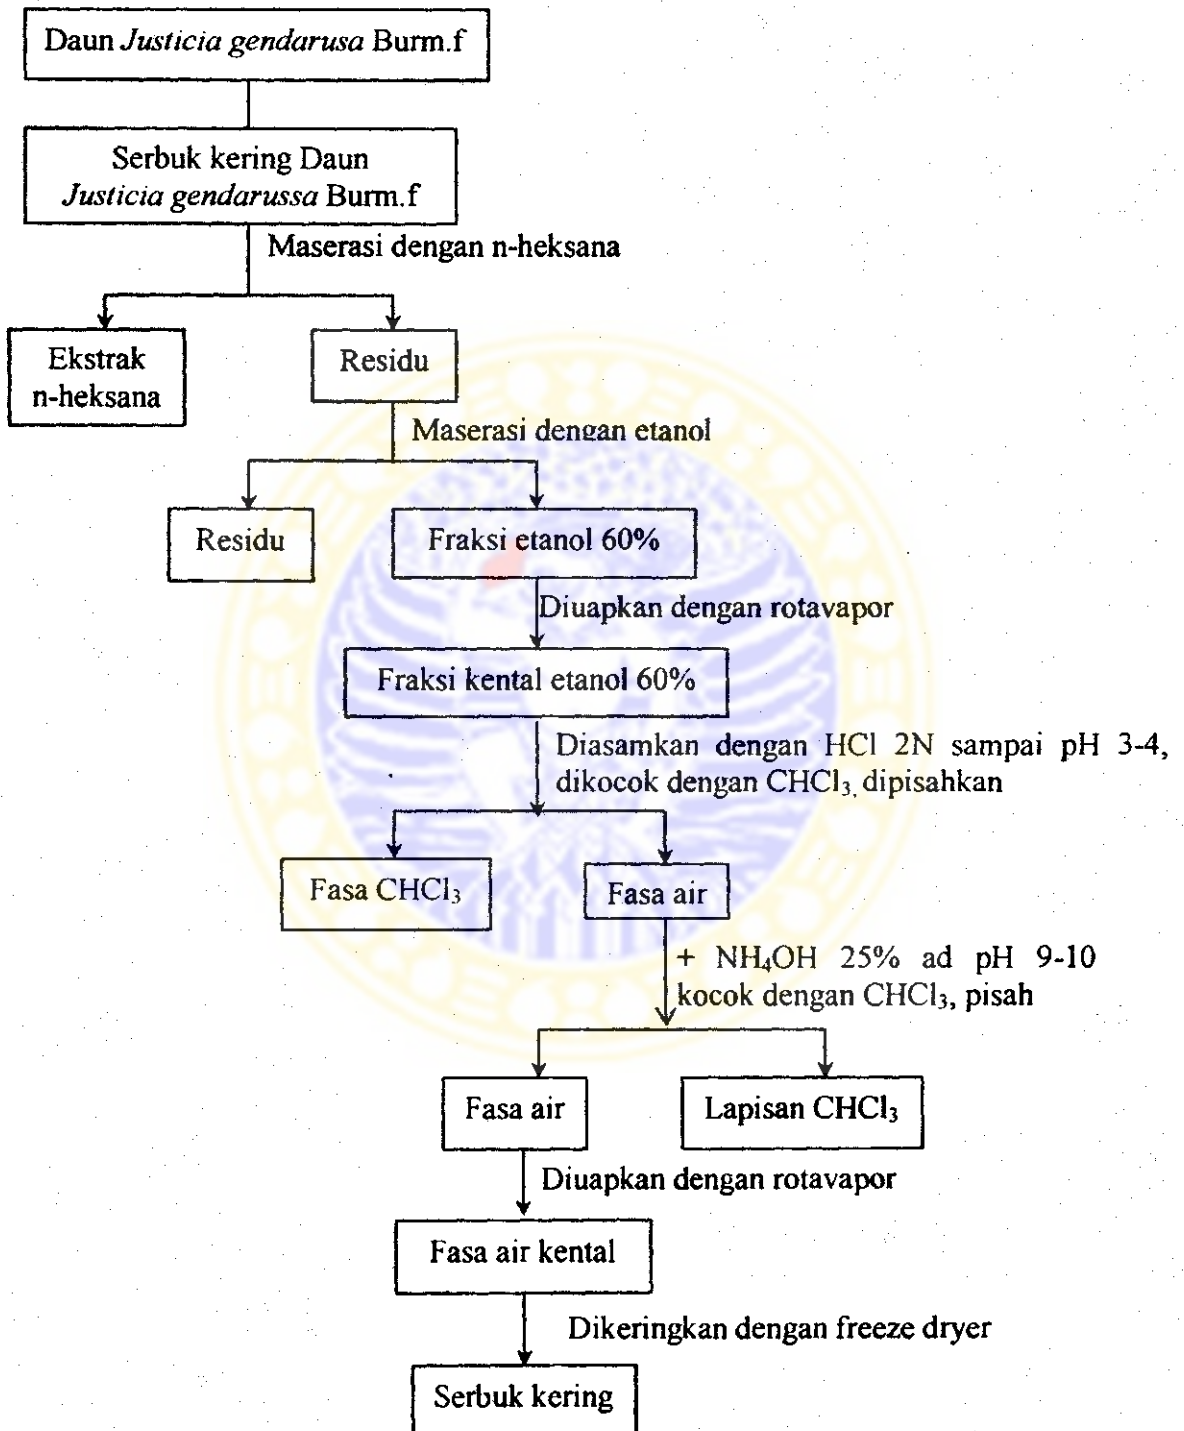 Daun Justicia gendarusa Burm.f
Serbuk kering Daun
Justicia gendarussa Burm.f
Maserasi dengan n-heksana
Ekstrak
n-heksana
Residu
Maserasi dengan etanol
Residu
Fraksi etanol 60%
Diuapkan dengan rotavapor
Fraksi kental etanol 60%
Diasamkan dengan HCl 2N sampai pH 3-4,
dikocok dengan CHCl₃, dipisahkan
Fasa CHCl₃
Fasa air
+ NH₄OH 25% ad pH 9-10
kocok dengan CHCl₃, pisah
Fasa air
Lapisan CHCl₃
Diuapkan dengan rotavapor
Fasa air kental
Dikeringkan dengan freeze dryer
Serbuk kering